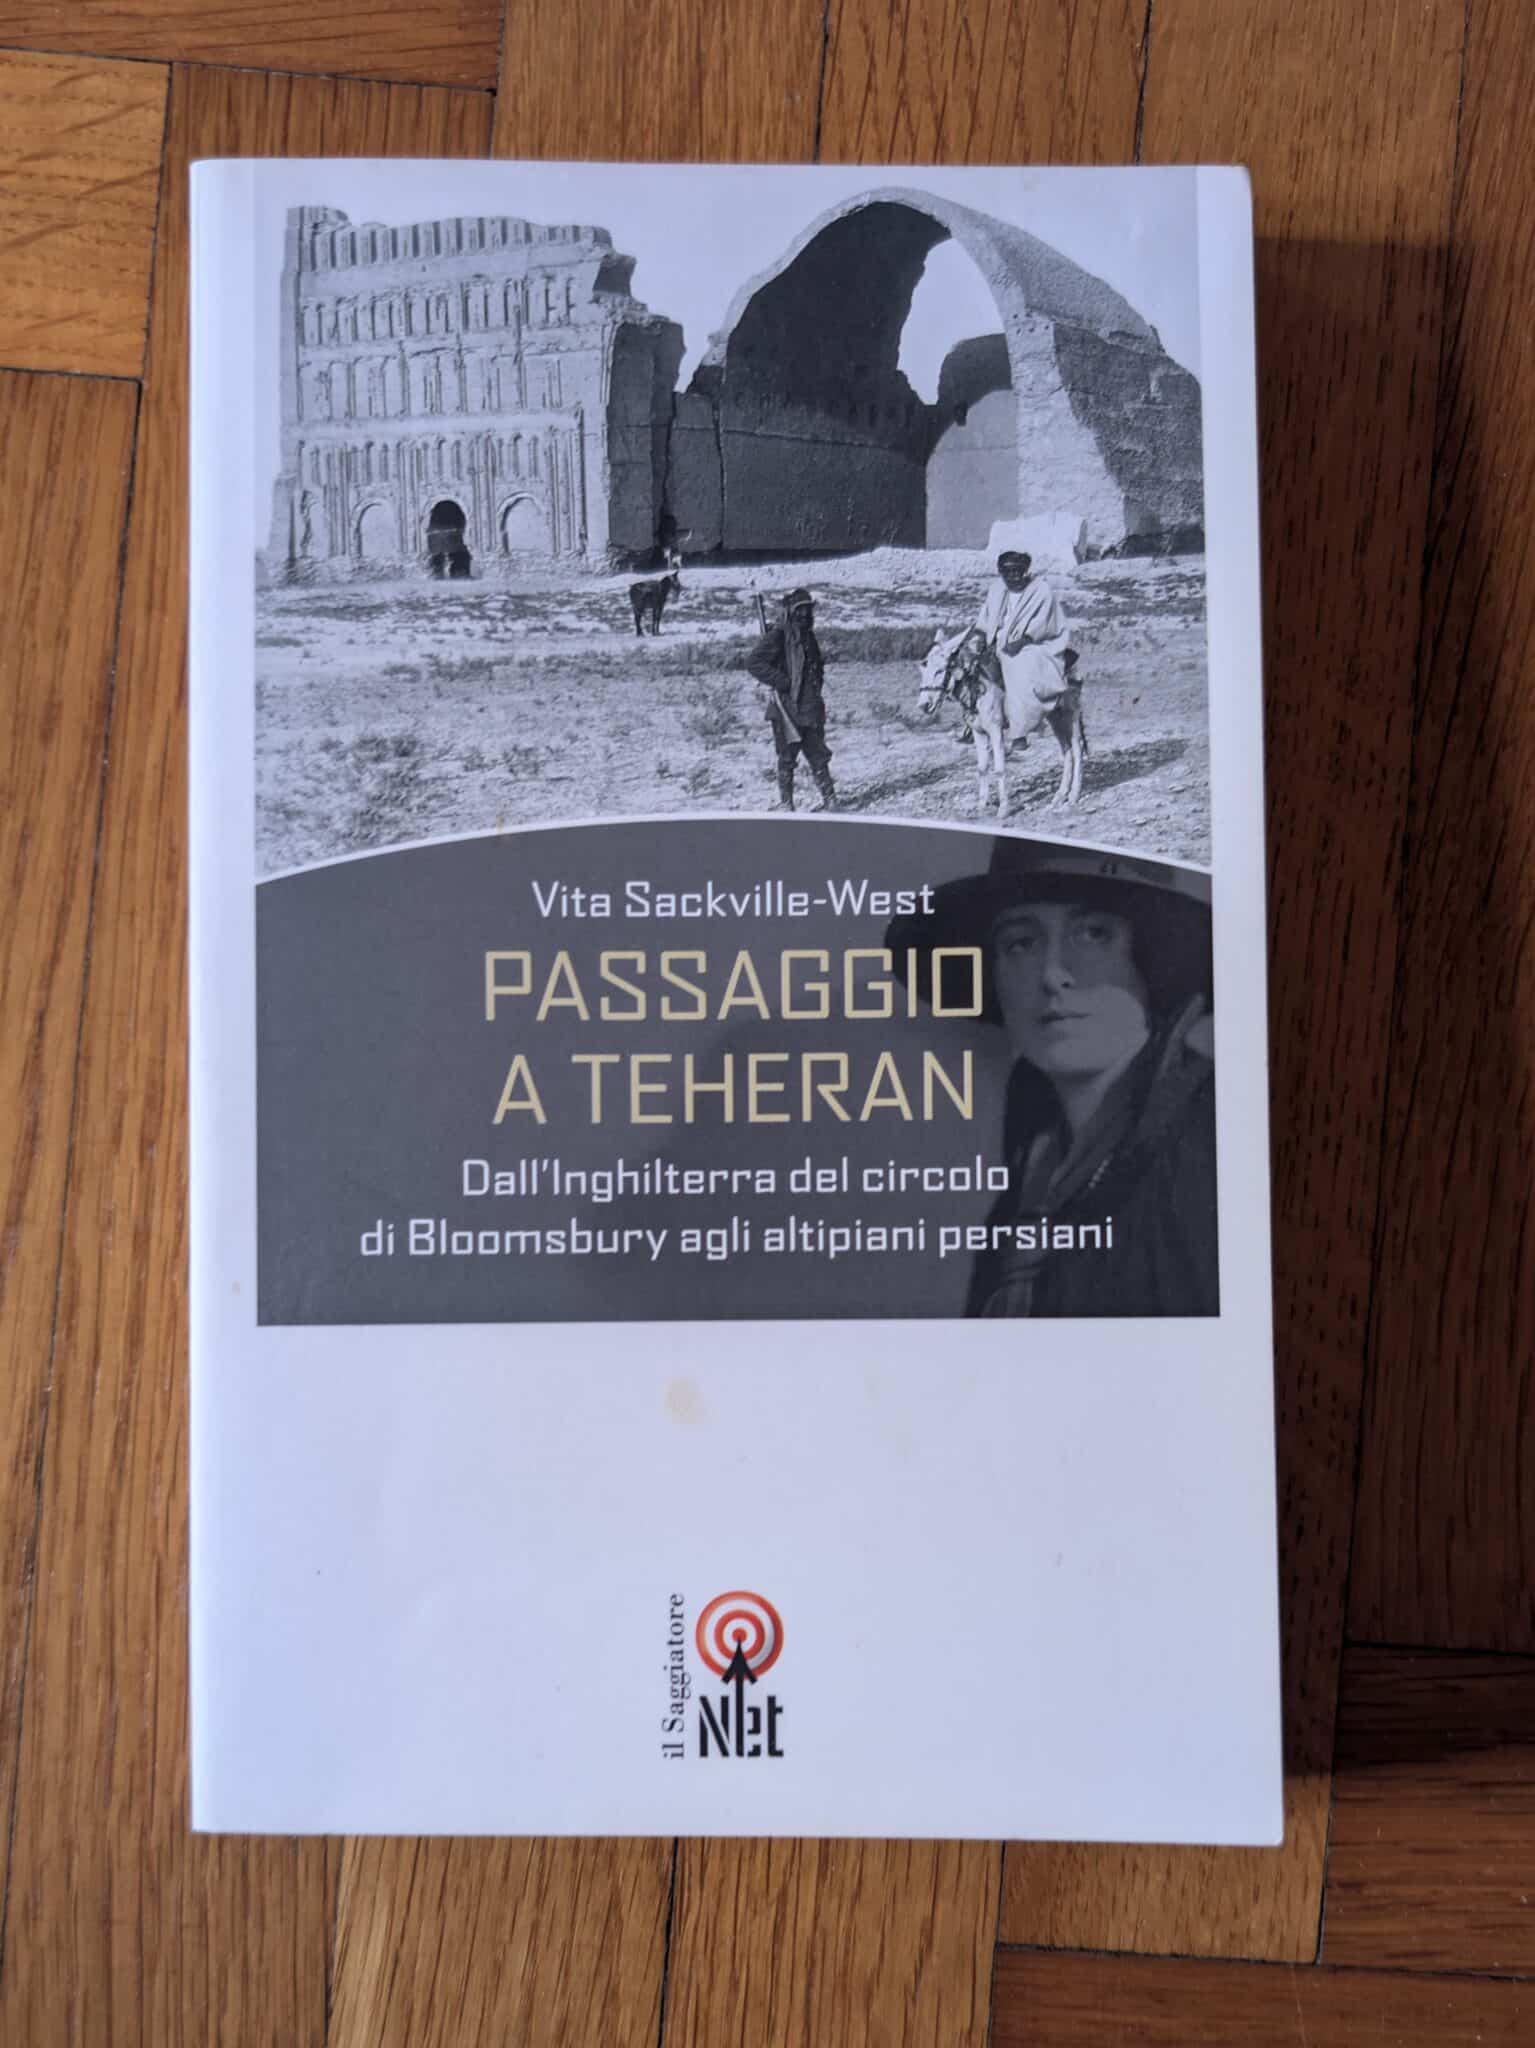 Vita Sackville-West
PASSAGGIO
A TEHERAN
Dall'Inghilterra del circolo
di Bloomsbury agli altipiani persiani
il Saggiatore
Net